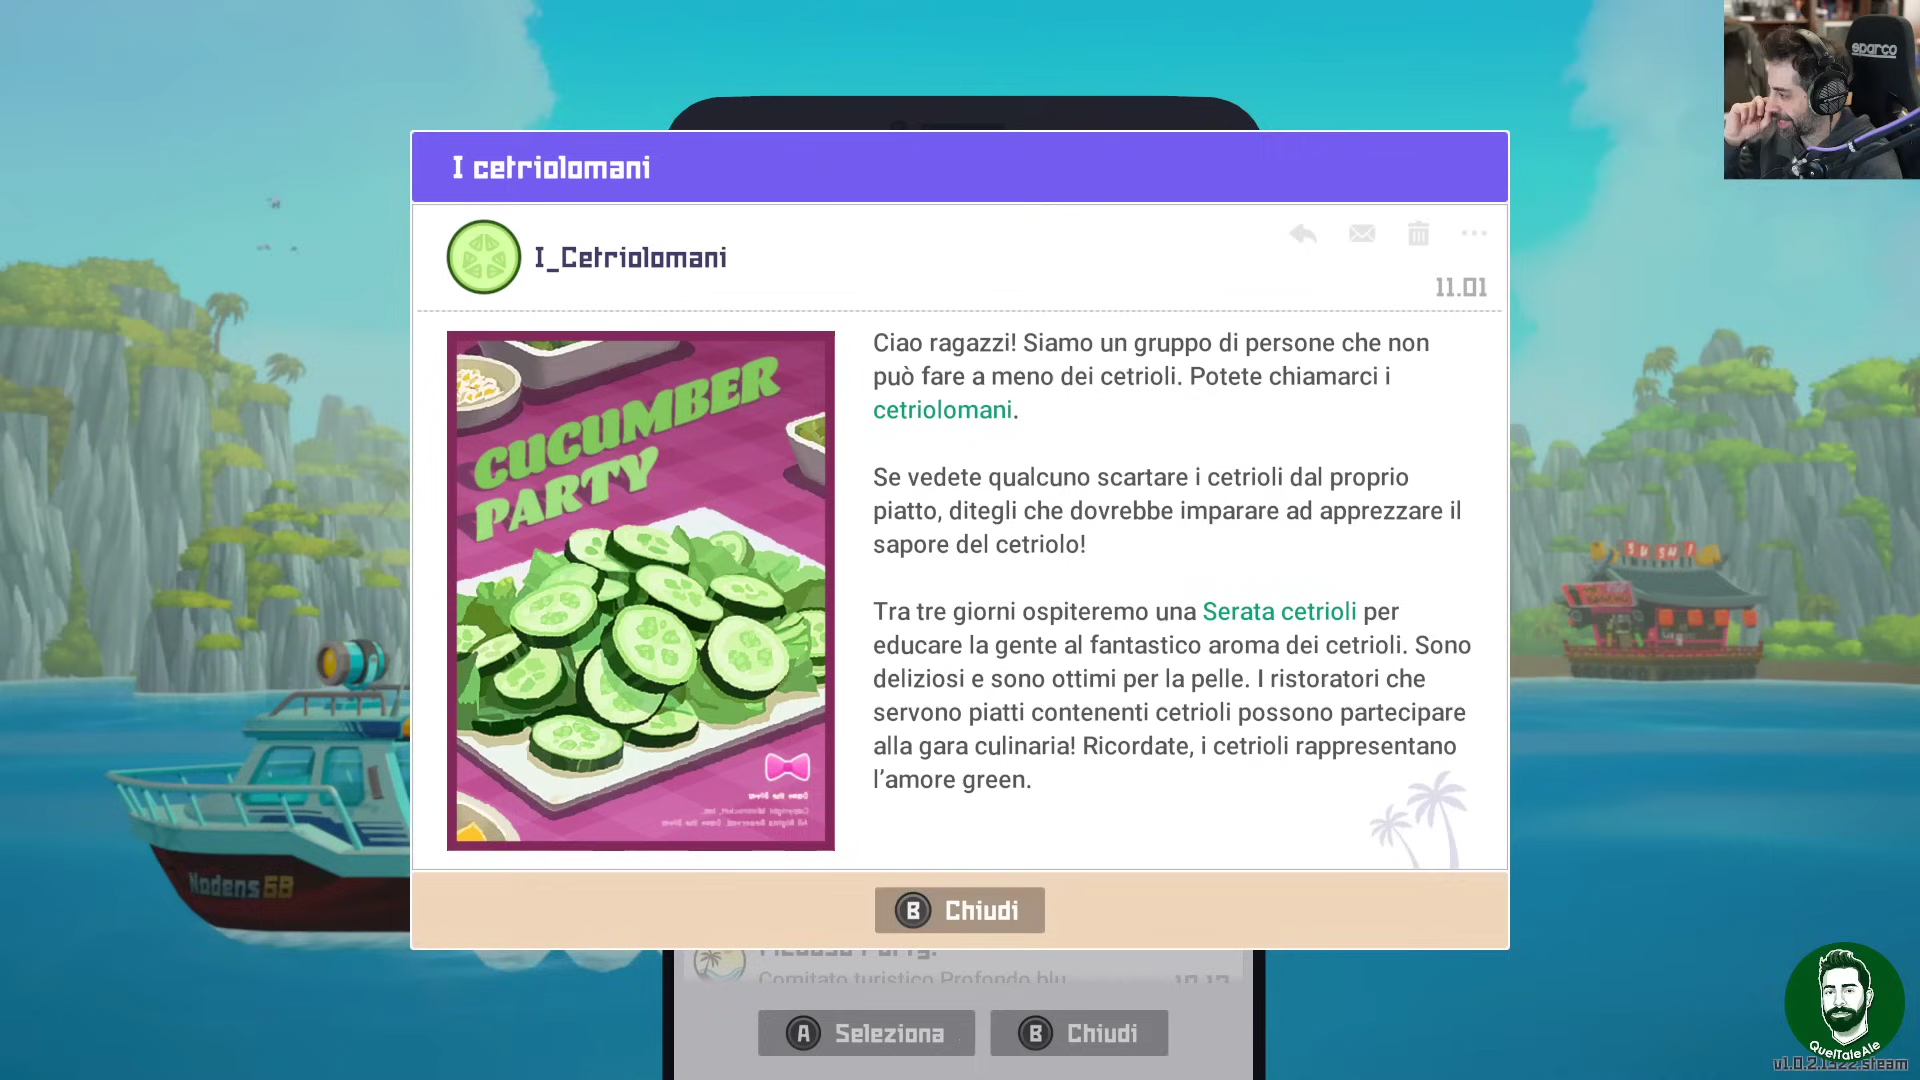 sparco
I cetriolomani
I_Cetriolomani
11.01
CUCUMBER
PARTY
Ciao ragazzi! Siamo un gruppo di persone che non
può fare a meno dei cetrioli. Potete chiamarci i
cetriolomani.
Se vedete qualcuno scartare i cetrioli dal proprio
piatto, ditegli che dovrebbe imparare ad apprezzare il
sapore del cetriolo!
Tra tre giorni ospiteremo una Serata cetrioli per
educare la gente al fantastico aroma dei cetrioli. Sono
deliziosi e sono ottimi per la pelle. I ristoratori che
servono piatti contenenti cetrioli possono partecipare
alla gara culinaria! Ricordate, i cetrioli rappresentano
l'amore green.
SUSHI
Nodens68
B Chiudi
Comitato turistico Profondo blu
A Seleziona
B Chiudi
QuelTaleAle